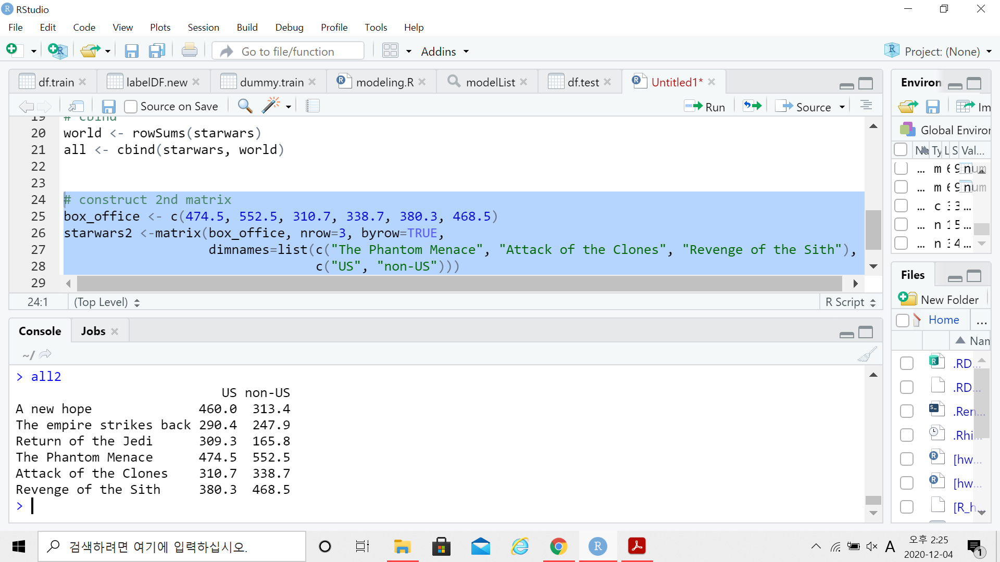 RStudio
File Edit Code View Plots Session Build Debug Profile Tools Help
Go to file/function Addins Project: (None)
df.train labelDF.new dummy.train modeling.R modelList df.test Untitled1*
Source on Save Run Source
19 # cbind
20 world <- rowSums(starwars)
21 all <- cbind(starwars, world)
22
23
24 # construct 2nd matrix
25 box_office <- c(474.5, 552.5, 310.7, 338.7, 380.3, 468.5)
26 starwars2 <-matrix(box_office, nrow=3, byrow=TRUE,
27 dimnames=list(c("The Phantom Menace", "Attack of the Clones", "Revenge of the Sith"),
28 c("US", "non-US")))
29
24:1 (Top Level) R Script
Console Jobs
~/
> all2
US non-US
A new hope 460.0 313.4
The empire strikes back 290.4 247.9
Return of the Jedi 309.3 165.8
The Phantom Menace 474.5 552.5
Attack of the Clones 310.7 338.7
Revenge of the Sith 380.3 468.5
>
Environ
Im
Global Enviror
Ty L S Val...
... m 6 9 num
... m 6 9 num
... c 3 3 ...
... n 1 5 ...
... n 3 4 ...
Files
New Folder
Home ...
Nan
.RD...
.RD...
.Ren...
.Rhi...
[hw...
[hw...
[R_h...
검색하려면 여기에 입력하십시오.
A 오후 2:25
2020-12-04
1